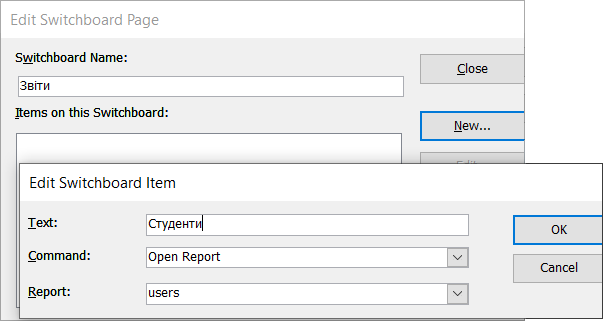 Edit Switchboard Page
Switchboard Name:
Close
Звіти
Items on this Switchboard:
New...
Edit Switchboard Item
Text:
Студенти
OK
Command:
Open Report
Cancel
Report:
users